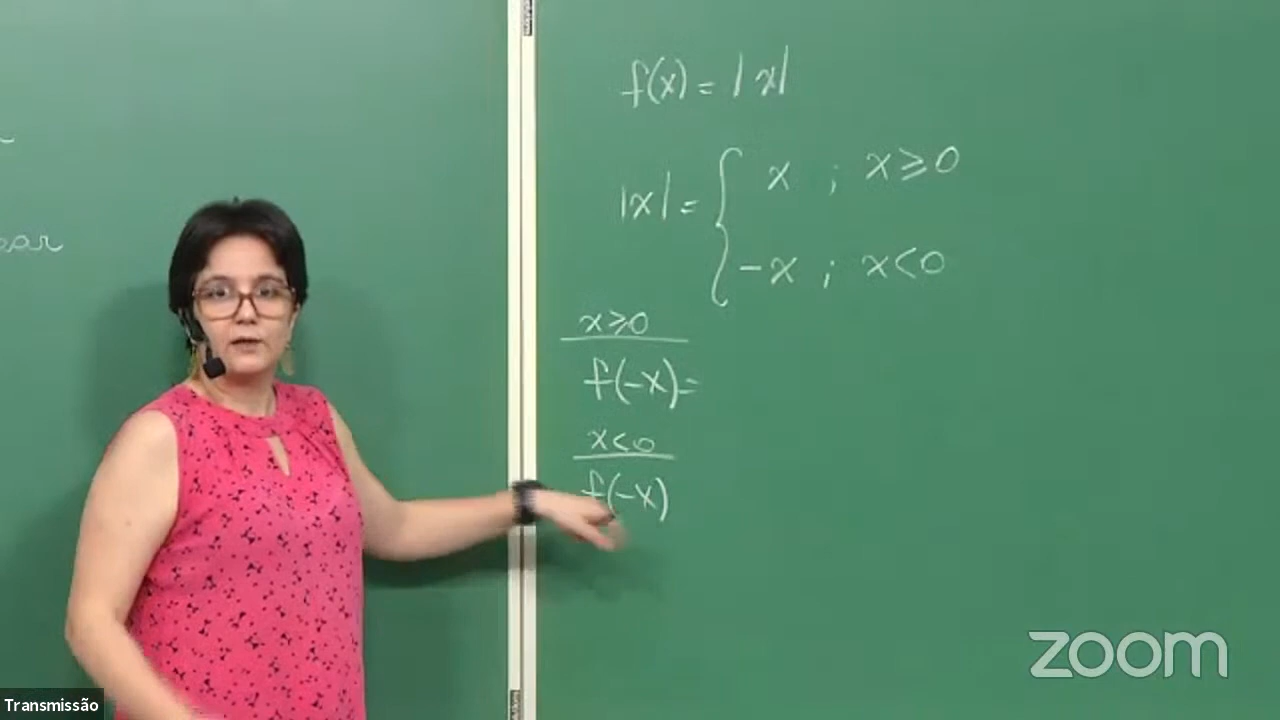 f(x) = |x|
|x| = { x ; x ≥ 0
-x ; x < 0
x ≥ 0
f(-x) =
x < 0
f(-x)
zoom
Transmissão